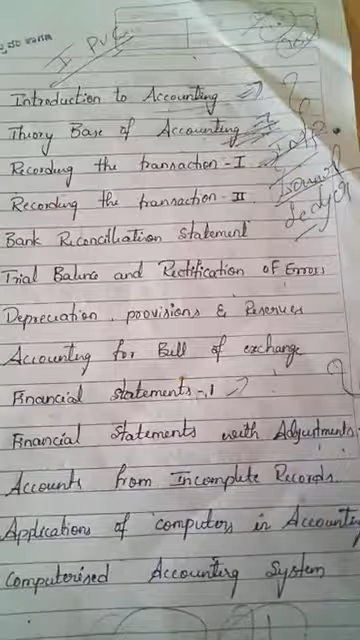 I PUC
Introduction to Accounting
Theory Base of Accounting
Recording the transaction - I
Recording the transaction - II
Bank Reconcilliation Statement
Trial Balance and Rectification of Errors
Depreciation, provisions & Reserves
Accounting for Bill of exchange
Financial statements - 1
Financial Statements with Adjustments
Accounts from Incomplete Records.
Applications of computers in Accounting
Computerised Accounting System